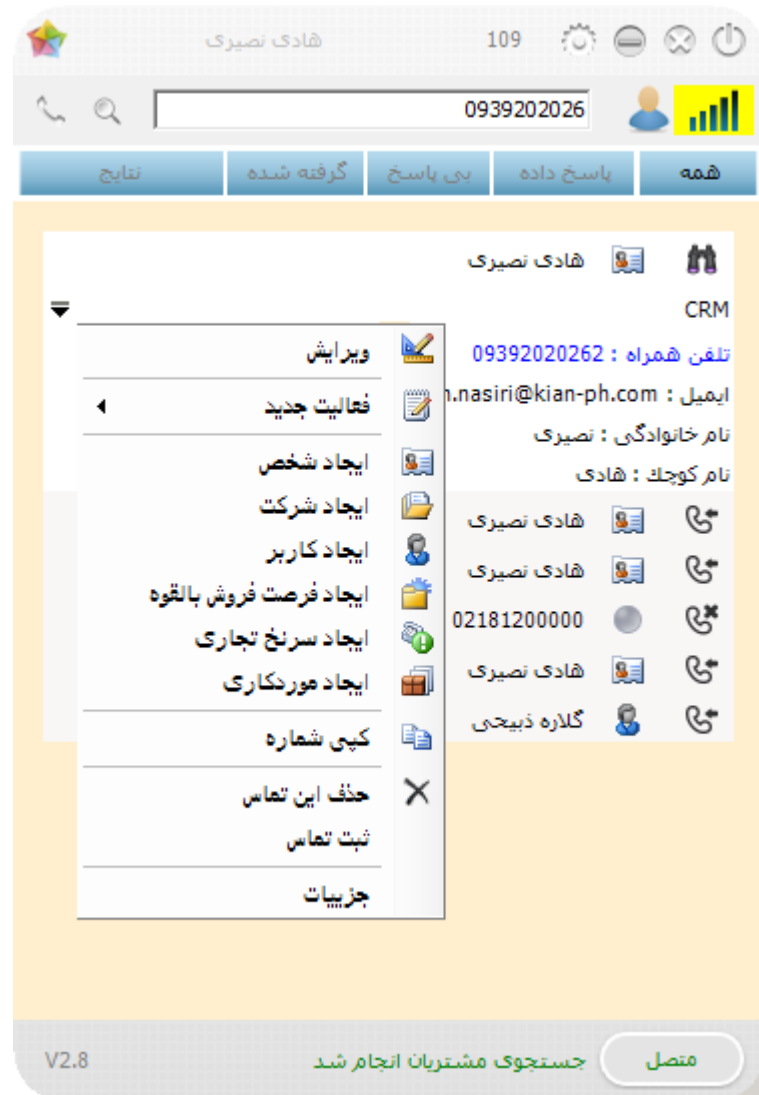 هادی نصیری 109
0939202026
همه پاسخ داده بی پاسخ گرفته شده نتایج
هادی نصیری
CRM
تلفن همراه : 09392020262
ایمیل : n.nasiri@kian-ph.com
نام خانوادگی : نصیری
نام کوچك : هادی
هادی نصیری
هادی نصیری
02181200000
هادی نصیری
گلاره ذبیحی
ویرایش
فعالیت جدید
ایجاد شخص
ایجاد شرکت
ایجاد کاربر
ایجاد فرصت فروش بالقوه
ایجاد سرنخ تجاری
ایجاد موردکاری
کپی شماره
حذف این تماس
ثبت تماس
جزییات
متصل جستجوی مشتریان انجام شد V2.8